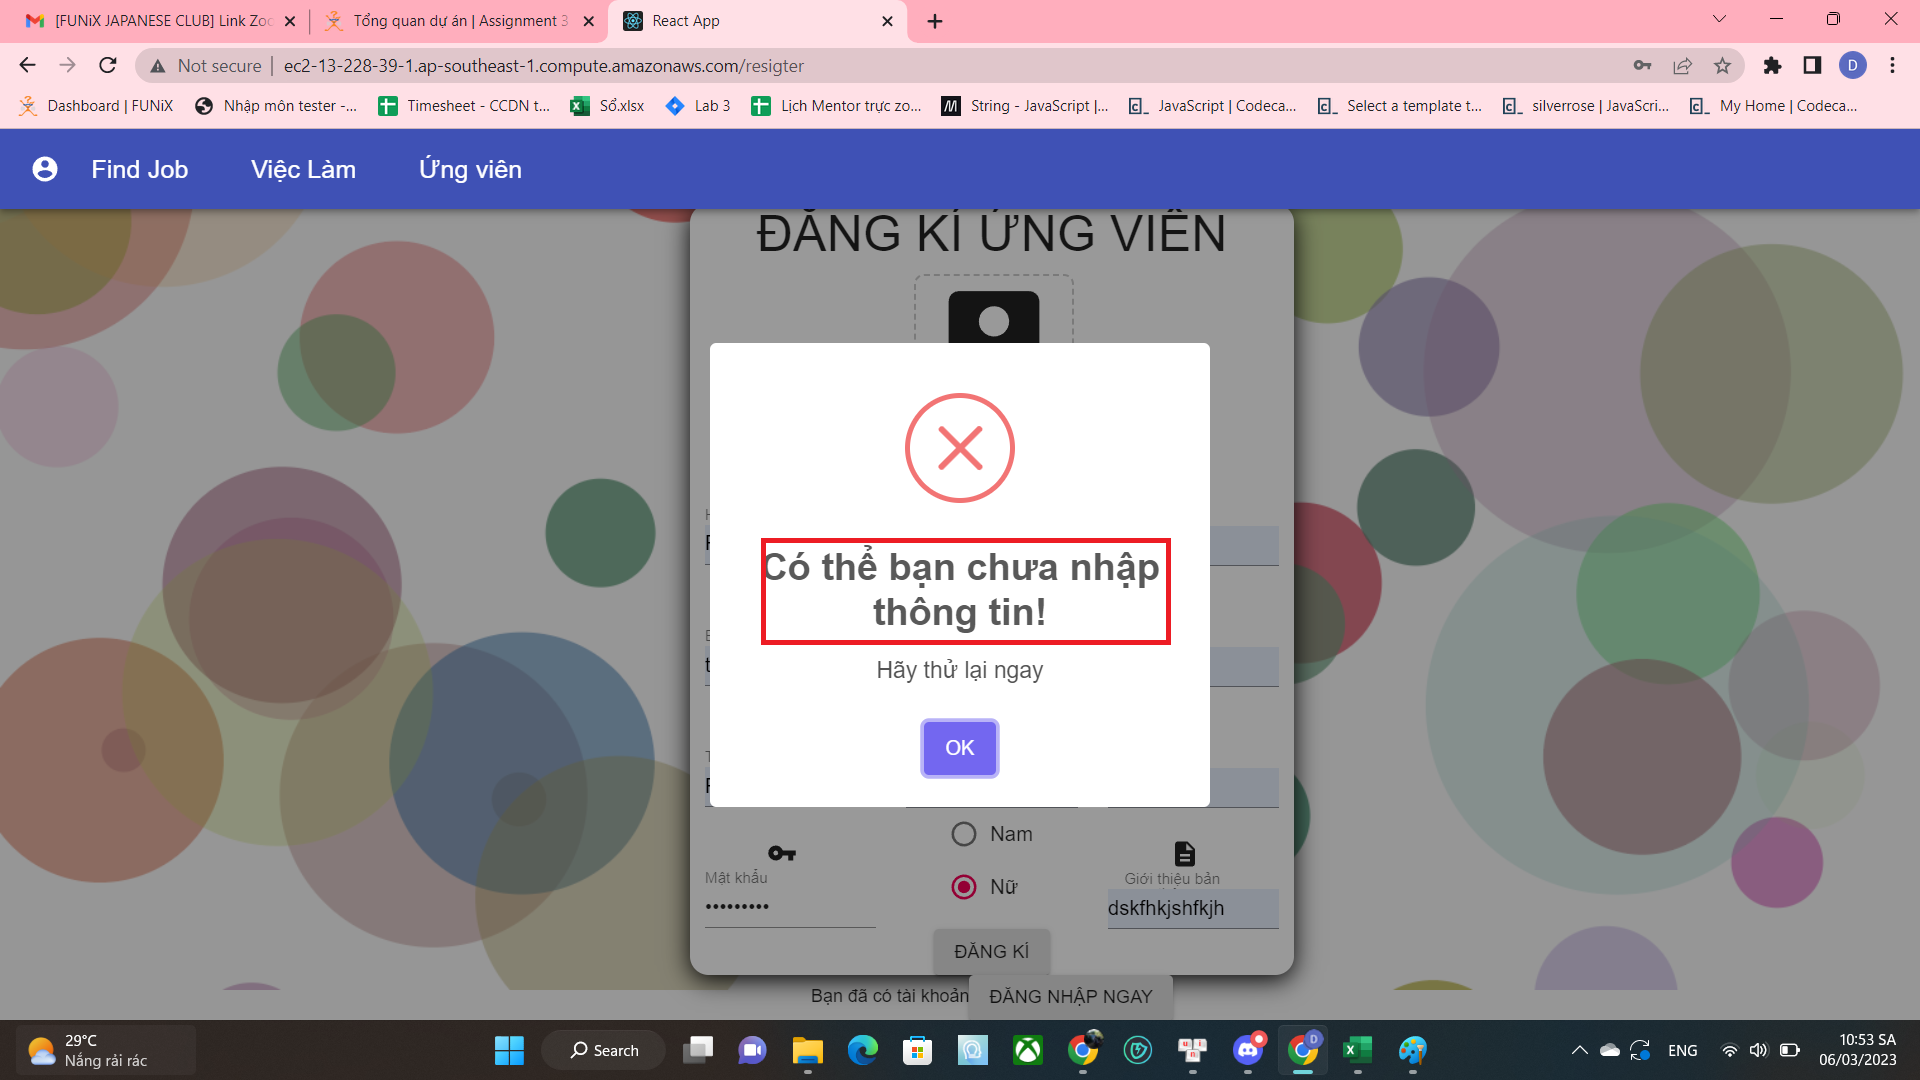 [FUNiX JAPANESE CLUB] Link Zoo
Tổng quan dự án | Assignment 3
React App
Not secure
ec2-13-228-39-1.ap-southeast-1.compute.amazonaws.com/resigter
D
Dashboard | FUNiX
Nhập môn tester -...
Timesheet - CCDN t...
Sổ.xlsx
Lab 3
Lịch Mentor trực zo...
String - JavaScript |...
JavaScript | Codeca...
Select a template t...
silverrose | JavaScri...
My Home | Codeca...
Find Job
Việc Làm
Ứng viên
ĐĂNG KÍ ỨNG VIÊN
Có thể bạn chưa nhập
thông tin!
Hãy thử lại ngay
OK
Nam
Mật khẩu
Nữ
Giới thiệu bản
•••••••••
dskfhkjshfkjh
ĐĂNG KÍ
Bạn đã có tài khoản
ĐĂNG NHẬP NGAY
29°C
Nắng rải rác
Search
ENG
10:53 SA
06/03/2023